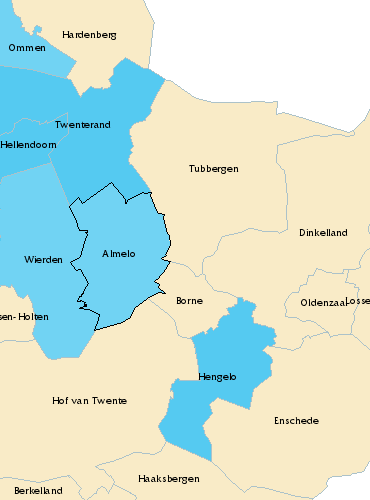 Hardenberg
Ommen
Twenterand
Hellendoorn
Tubbergen
Dinkelland
Almelo
Wierden
Borne
Oldenzaal
Losse
sen-Holten
Hengelo
Hof van Twente
Enschede
Haaksbergen
Berkelland